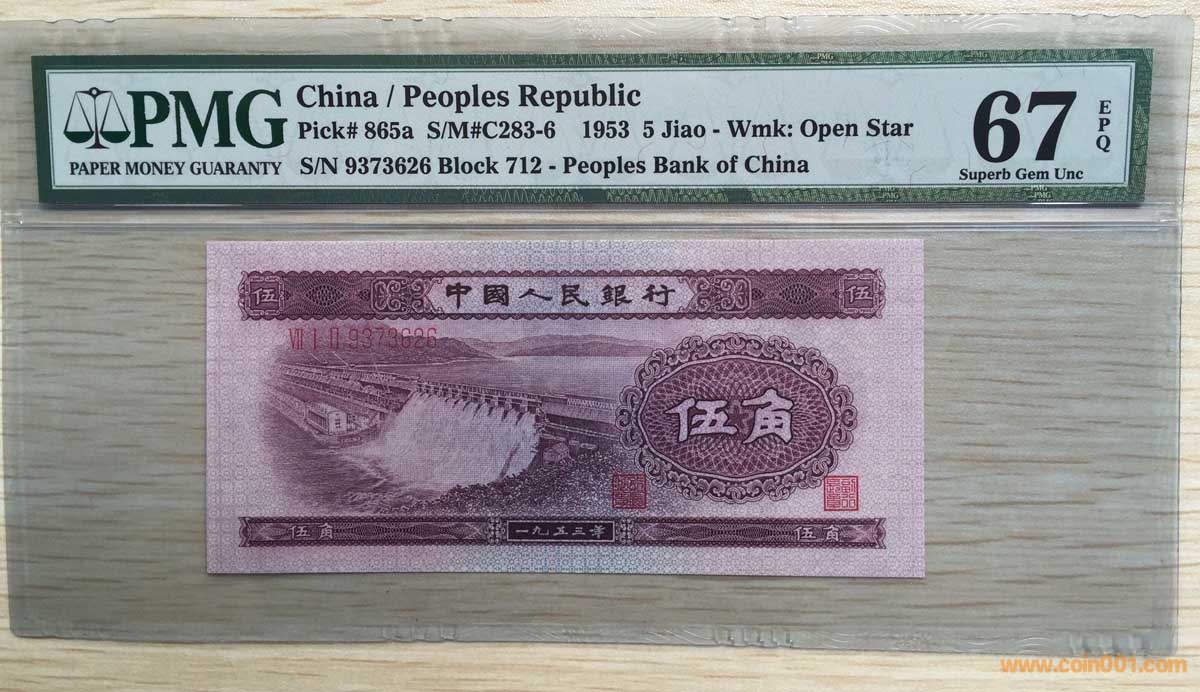 PMG
PAPER MONEY GUARANTY
China / Peoples Republic
Pick# 865a S/M#C283-6 1953 5 Jiao - Wmk: Open Star
S/N 9373626 Block 712 - Peoples Bank of China
67
EPQ
Superb Gem Unc
伍 中國人民銀行 伍
VII I II 9373626
伍角
伍角 一九五三年 伍角
www.coin001.com